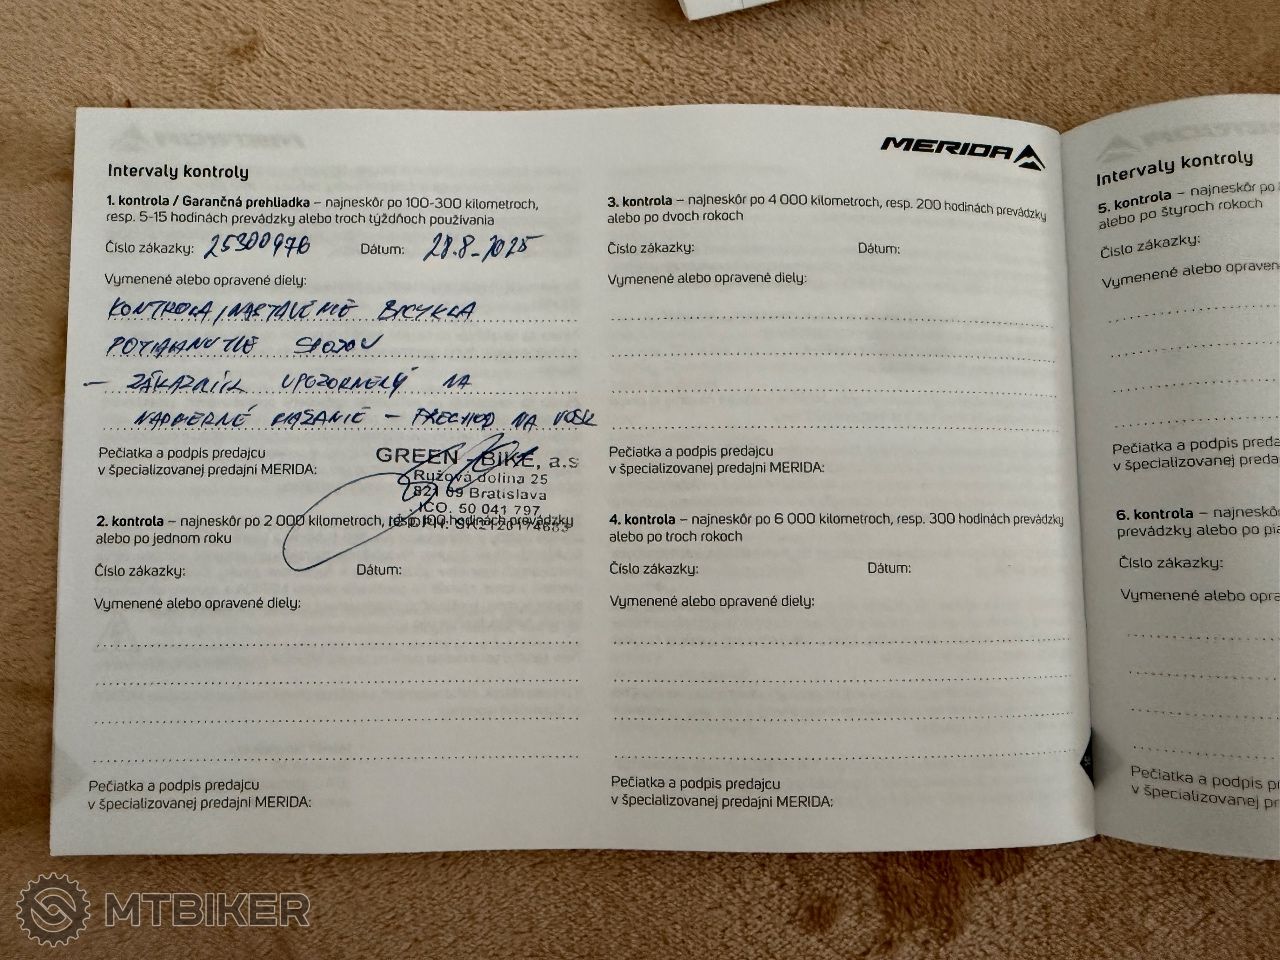 MERIDA
Intervaly kontroly
1. kontrola / Garančná prehliadka – najneskôr po 100-300 kilometroch,
resp. 5-15 hodinách prevádzky alebo troch týždňoch používania
Číslo zákazky: 25300976 Dátum: 28.8.2025
Vymenené alebo opravené diely:
KONTROLA/NASTAVENIE BICYKLA
POTIAHNUTIE SPOJOV
– ZÁKAZNÍK UPOZORNENÝ NA
NADMERNÉ MAZANIE – PRECHOD NA VOSK
Pečiatka a podpis predajcu
v špecializovanej predajni MERIDA:
GREEN - BIKE, a.s
Ružová dolina 25
821 09 Bratislava
IČO: 50 041 797
IČ DPH: SK2120174683
2. kontrola – najneskôr po 2 000 kilometroch, resp. 100 hodinách prevádzky
alebo po jednom roku
Číslo zákazky: Dátum:
Vymenené alebo opravené diely:
Pečiatka a podpis predajcu
v špecializovanej predajni MERIDA:
3. kontrola – najneskôr po 4 000 kilometroch, resp. 200 hodinách prevádzky
alebo po dvoch rokoch
Číslo zákazky: Dátum:
Vymenené alebo opravené diely:
Pečiatka a podpis predajcu
v špecializovanej predajni MERIDA:
4. kontrola – najneskôr po 6 000 kilometroch, resp. 300 hodinách prevádzky
alebo po troch rokoch
Číslo zákazky: Dátum:
Vymenené alebo opravené diely:
Pečiatka a podpis predajcu
v špecializovanej predajni MERIDA:
Intervaly kontroly
5. kontrola – najneskôr po
alebo po štyroch rokoch
Číslo zákazky:
Vymenené alebo
Pečiatka a podpis
v špecializovanej
6. kontrola –
prevádzky alebo po
Číslo zákazky:
Vymenené alebo
Pečiatka a podpis
v špecializovanej
MTBIKER